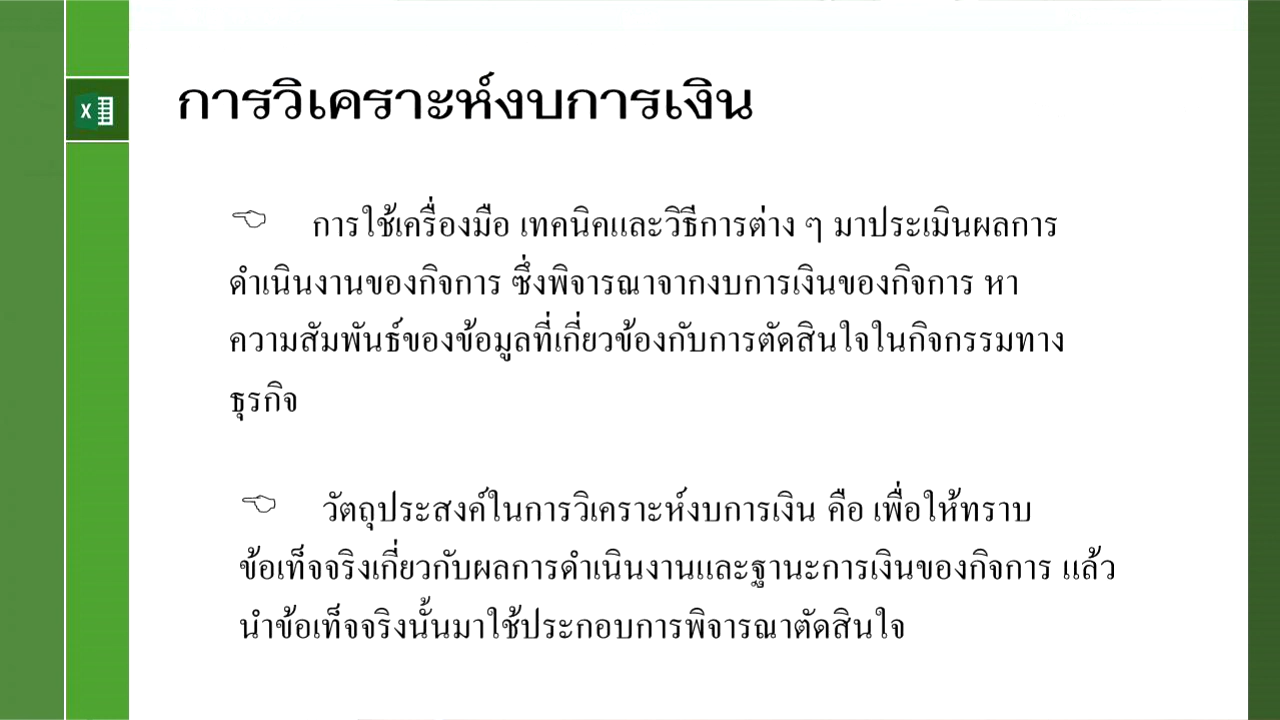 การวิเคราะห์งบการเงิน
X
☜ การใช้เครื่องมือ เทคนิคและวิธีการต่าง ๆ มาประเมินผลการ
ดำเนินงานของกิจการ ซึ่งพิจารณาจากงบการเงินของกิจการ หา
ความสัมพันธ์ของข้อมูลที่เกี่ยวข้องกับการตัดสินใจในกิจกรรมทาง
ธุรกิจ
☜ วัตถุประสงค์ในการวิเคราะห์งบการเงิน คือ เพื่อให้ทราบ
ข้อเท็จจริงเกี่ยวกับผลการดำเนินงานและฐานะการเงินของกิจการ แล้ว
นำข้อเท็จจริงนั้นมาใช้ประกอบการพิจารณาตัดสินใจ